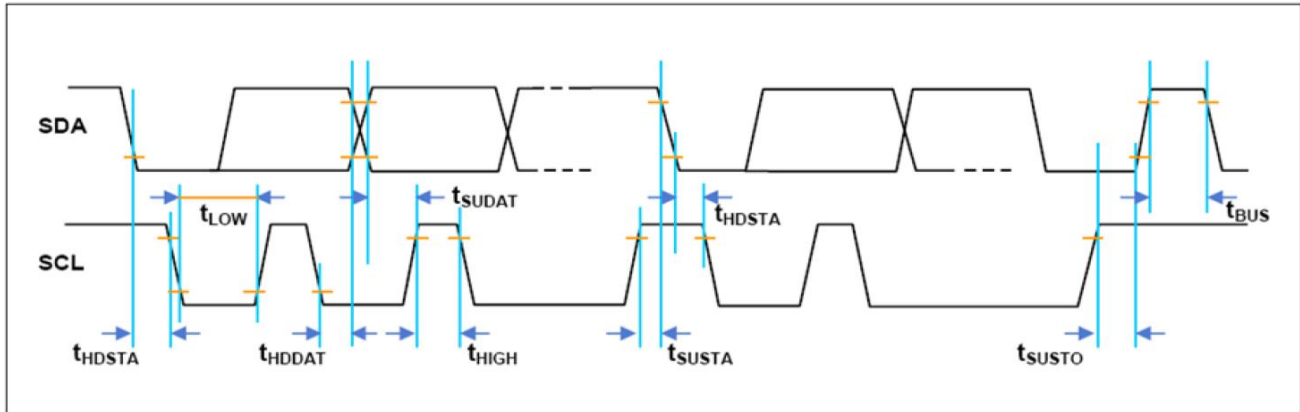 SDA
tSUDAT
tLOW
tHDSTA
tBUS
SCL
tHDSTA
tHDDAT
tHIGH
tSUSTA
tSUSTO